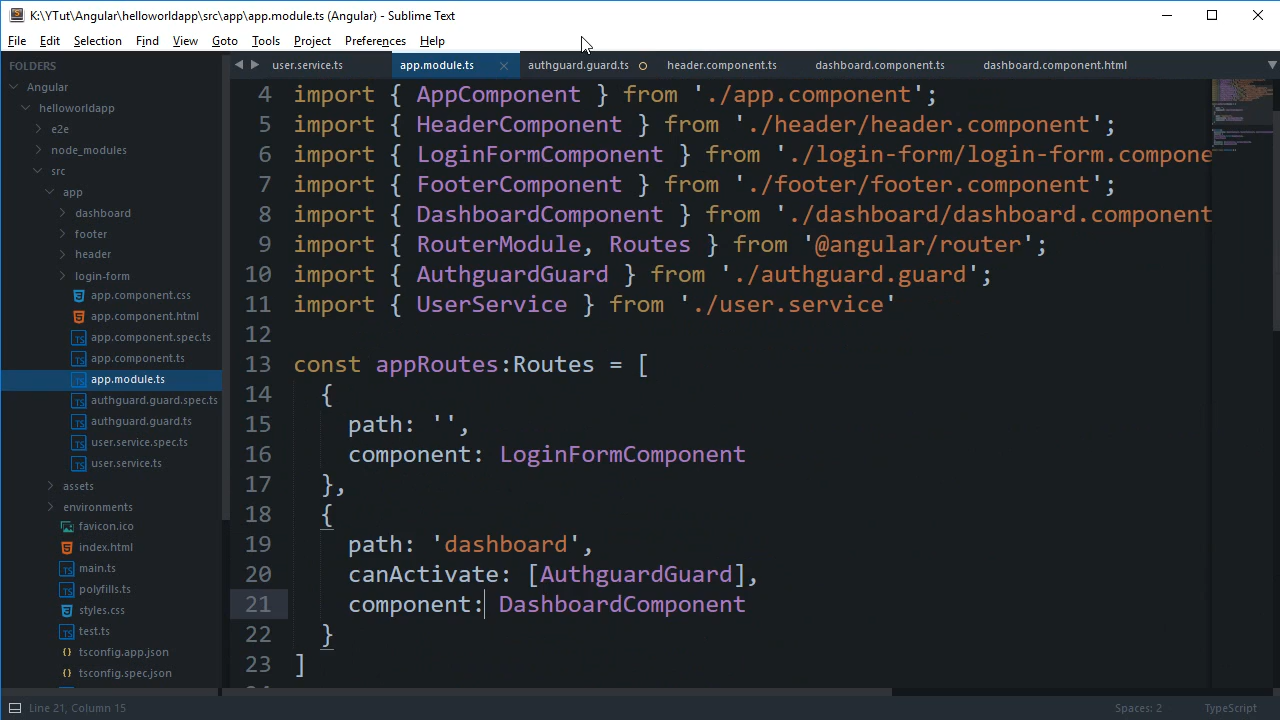 K:\YTut\Angular\helloworldapp\src\app\app.module.ts (Angular) - Sublime Text
File Edit Selection Find View Goto Tools Project Preferences Help
FOLDERS
Angular
helloworldapp
e2e
node_modules
src
app
dashboard
footer
header
login-form
app.component.css
app.component.html
app.component.spec.ts
app.component.ts
app.module.ts
authguard.guard.spec.ts
authguard.guard.ts
user.service.spec.ts
user.service.ts
assets
environments
favicon.ico
index.html
main.ts
polyfills.ts
styles.css
test.ts
tsconfig.app.json
tsconfig.spec.json
user.service.ts app.module.ts authguard.guard.ts header.component.ts dashboard.component.ts dashboard.component.html
4 import { AppComponent } from './app.component';
5 import { HeaderComponent } from './header/header.component';
6 import { LoginFormComponent } from './login-form/login-form.compone
7 import { FooterComponent } from './footer/footer.component';
8 import { DashboardComponent } from './dashboard/dashboard.component
9 import { RouterModule, Routes } from '@angular/router';
10 import { AuthguardGuard } from './authguard.guard';
11 import { UserService } from './user.service'
12
13 const appRoutes:Routes = [
14 {
15 path: '',
16 component: LoginFormComponent
17 },
18 {
19 path: 'dashboard',
20 canActivate: [AuthguardGuard],
21 component: DashboardComponent
22 }
23 ]
Line 21, Column 15 Spaces: 2 TypeScript